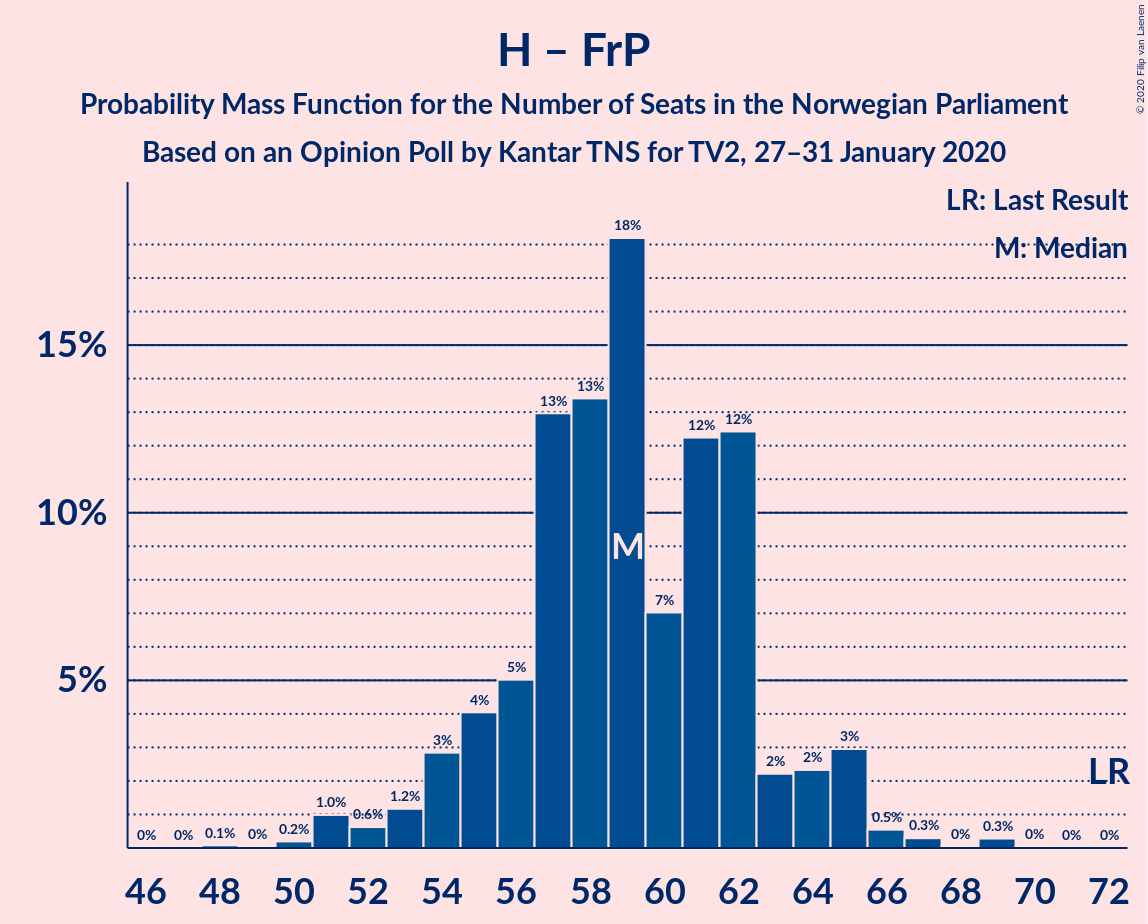 H – FrP
Probability Mass Function for the Number of Seats in the Norwegian Parliament
Based on an Opinion Poll by Kantar TNS for TV2, 27–31 January 2020
© 2020 Filip van Laenen
LR: Last Result
M: Median
15%
10%
5%
0% 0% 0.1% 0% 0.2% 1.0% 0.6% 1.2% 3% 4% 5% 13% 13% 18% 7% 12% 12% 2% 2% 3% 0.5% 0.3% 0% 0.3% 0% 0% 0%
M
LR
46 48 50 52 54 56 58 60 62 64 66 68 70 72